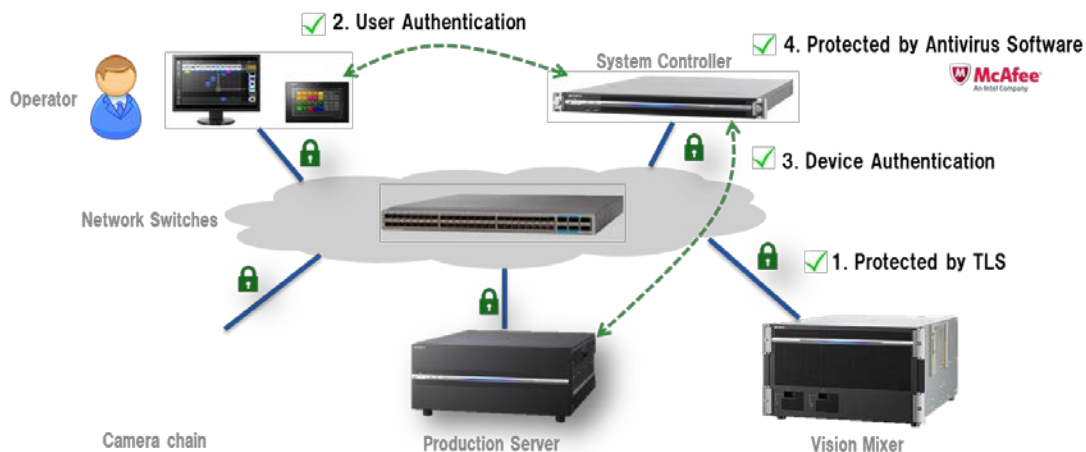 2. User Authentication
System Controller
4. Protected by Antivirus Software
McAfee
An Intel Company
Operator
3. Device Authentication
Network Switches
1. Protected by TLS
Camera chain
Production Server
Vision Mixer